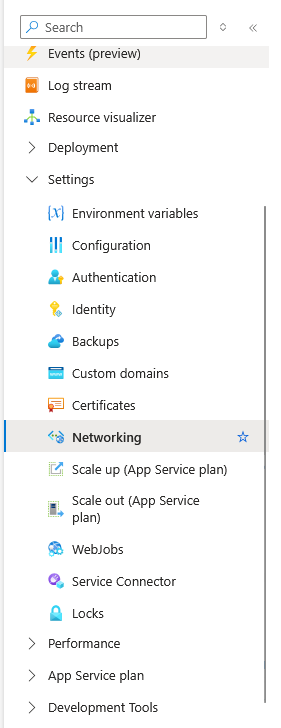 Search
Events (preview)
Log stream
Resource visualizer
Deployment
Settings
Environment variables
Configuration
Authentication
Identity
Backups
Custom domains
Certificates
Networking
Scale up (App Service plan)
Scale out (App Service
plan)
WebJobs
Service Connector
Locks
Performance
App Service plan
Development Tools